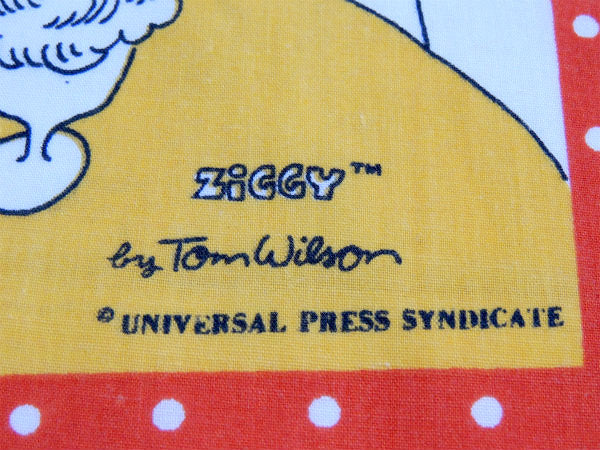 ZiGGY™
by Tom Wilson
© UNIVERSAL PRESS SYNDICATE